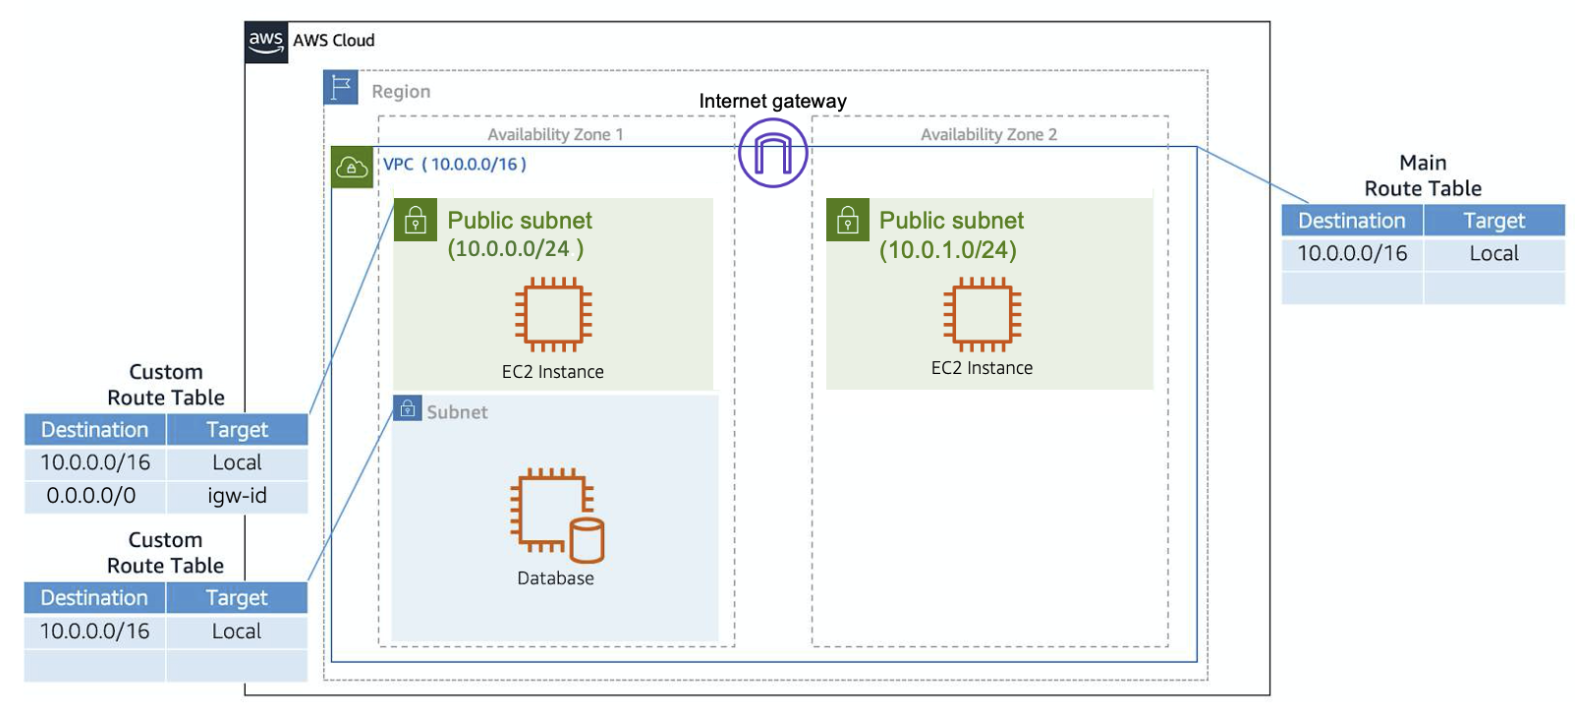 aws
AWS Cloud
Region
Internet gateway
Availability Zone 1
Availability Zone 2
VPC ( 10.0.0.0/16 )
Public subnet
(10.0.0.0/24 )
EC2 Instance
Public subnet
(10.0.1.0/24)
EC2 Instance
Subnet
Database
Main
Route Table
Destination Target
10.0.0.0/16 Local
Custom
Route Table
Destination Target
10.0.0.0/16 Local
0.0.0.0/0 igw-id
Custom
Route Table
Destination Target
10.0.0.0/16 Local